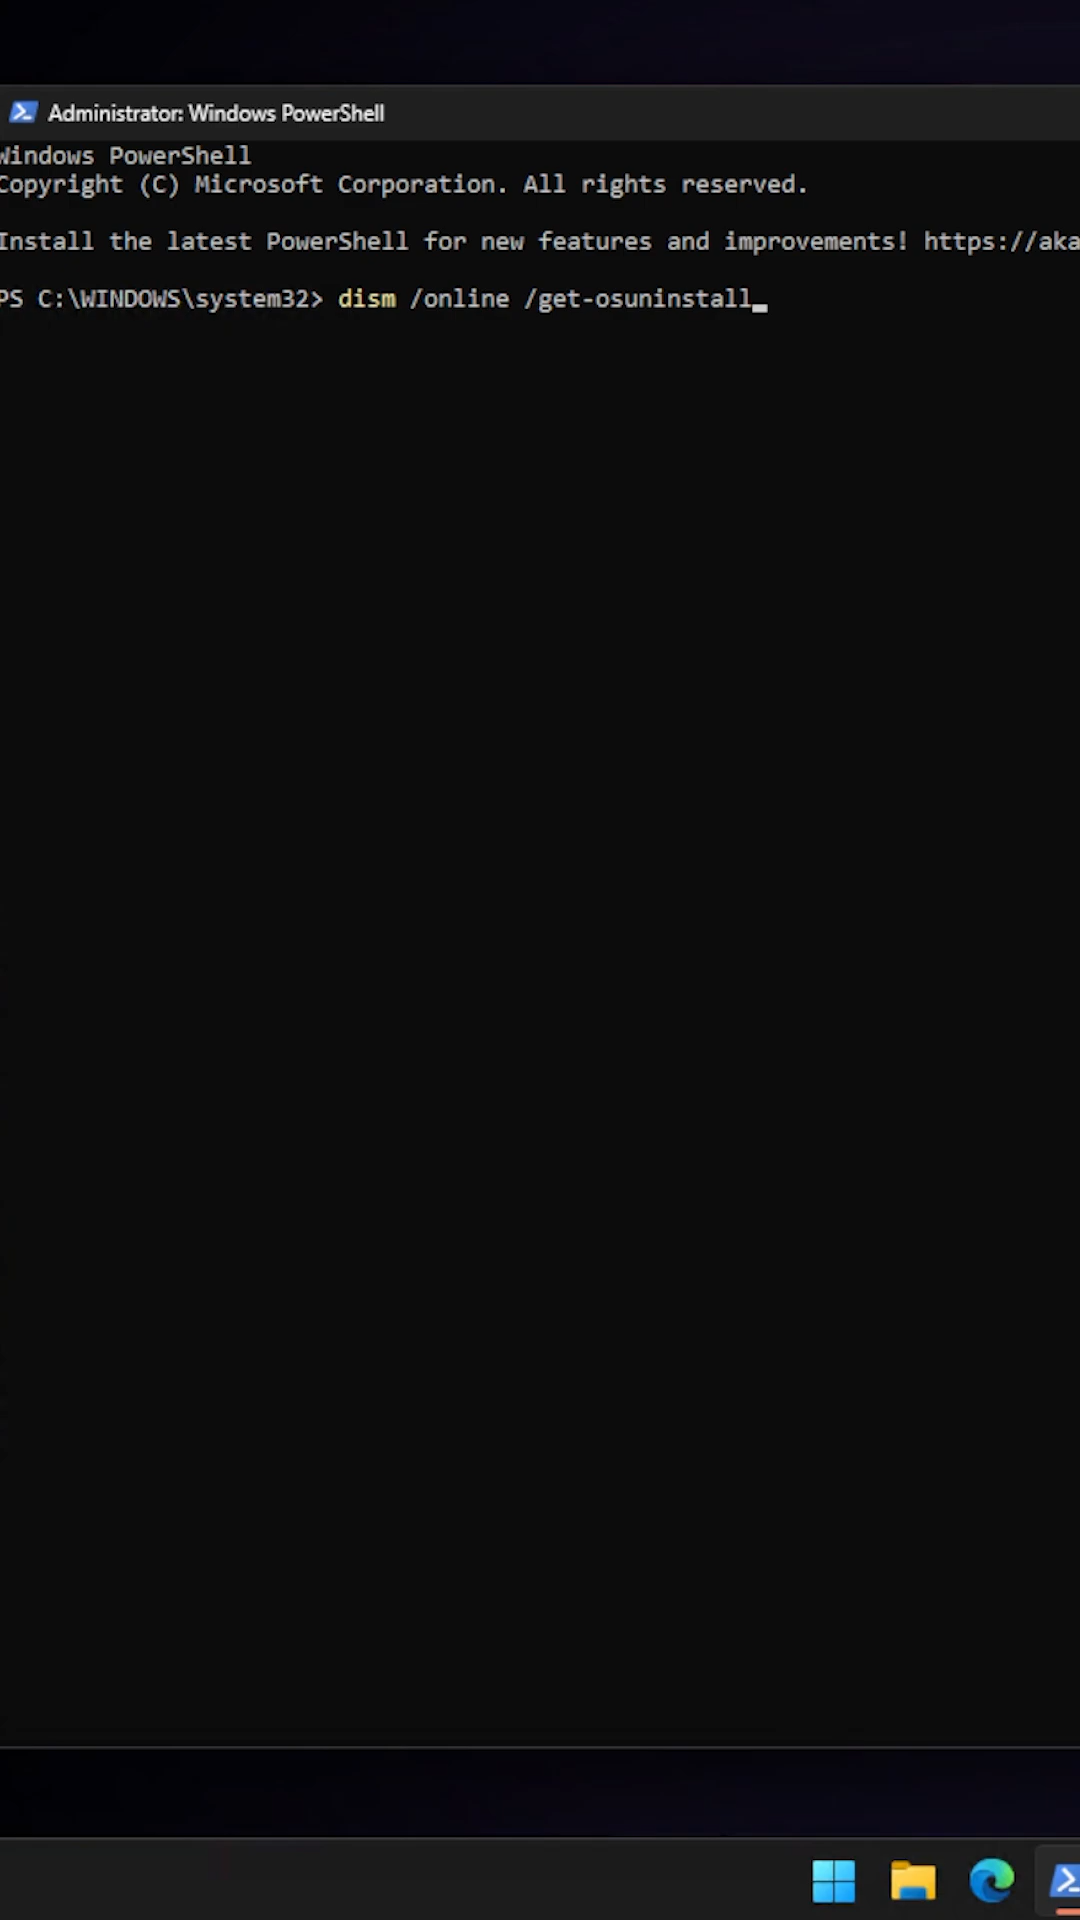 Administrator: Windows PowerShell
Windows PowerShell
Copyright (C) Microsoft Corporation. All rights reserved.
Install the latest PowerShell for new features and improvements! https://aka
PS C:\WINDOWS\system32> dism /online /get-osuninstall